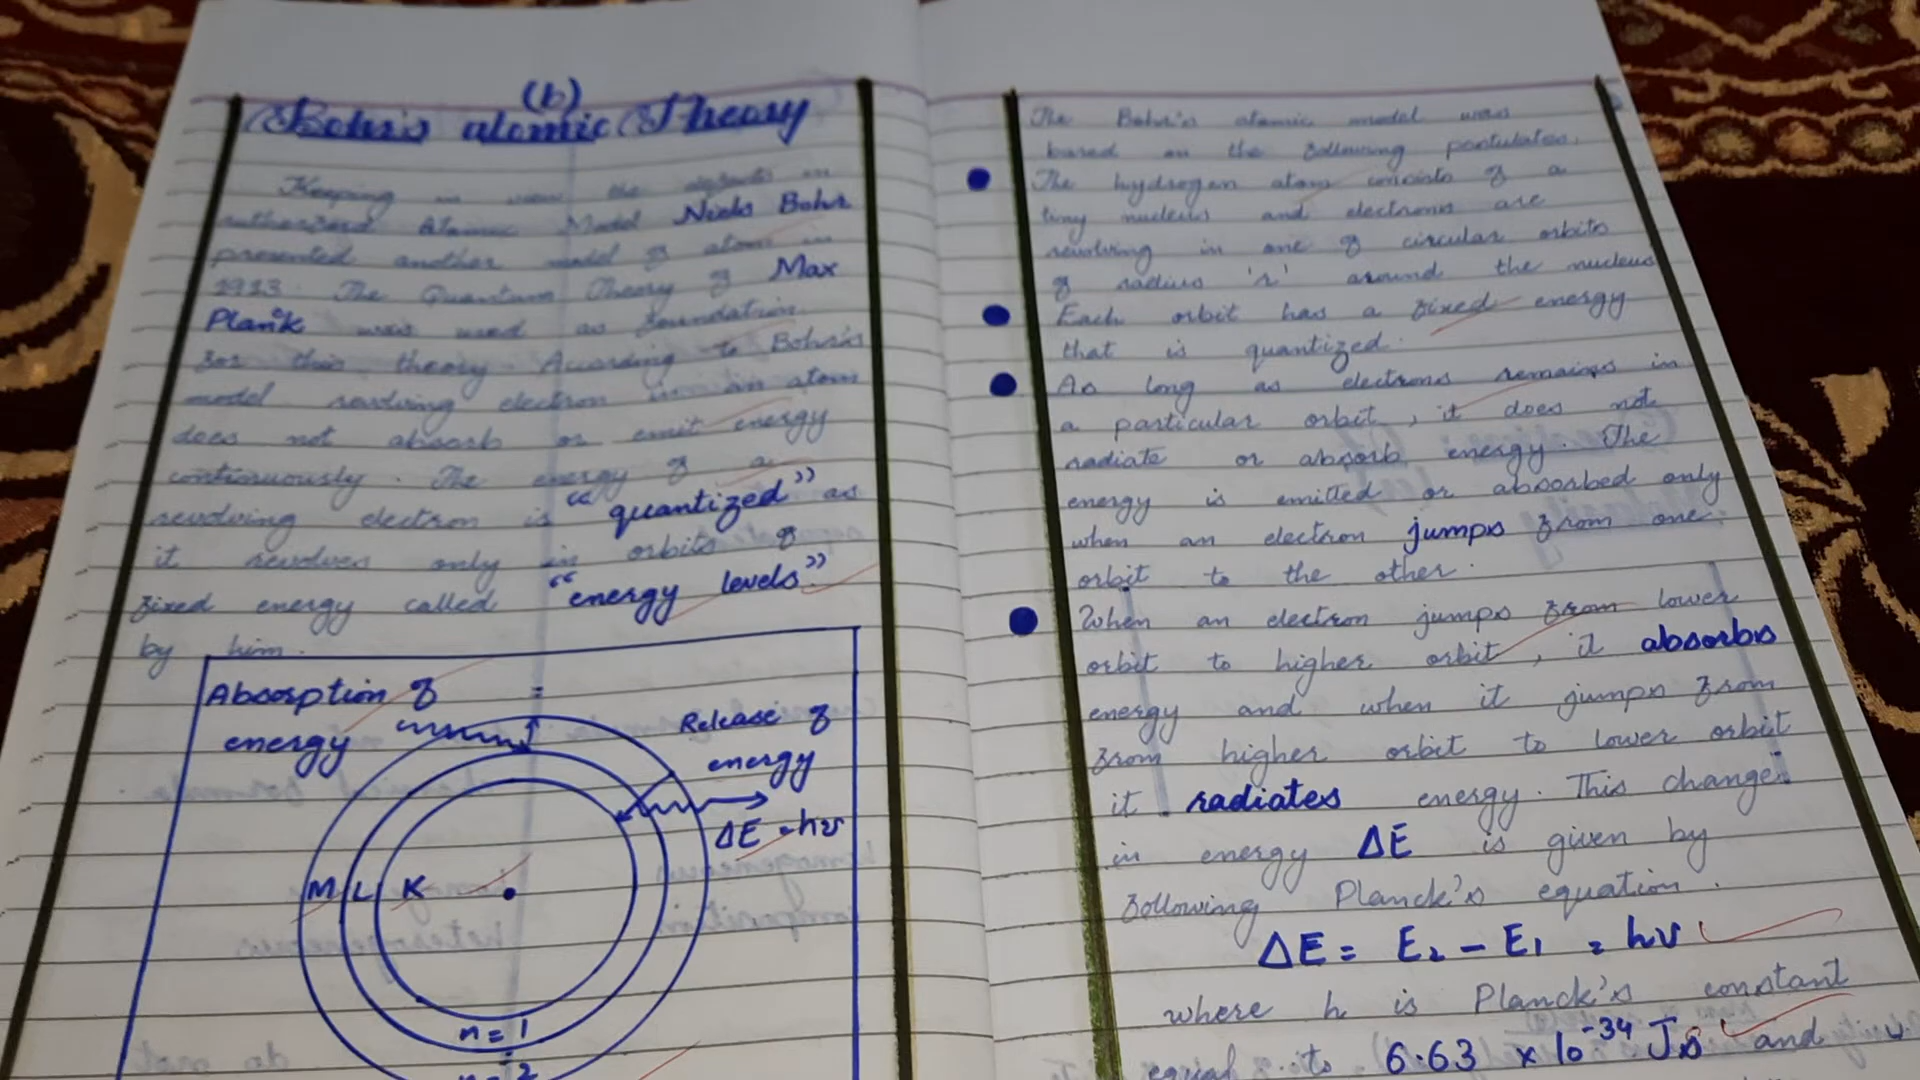 (b)
Bohr's atomic Theory
Keeping in view the defects in
rutherford Atomic Model Niels Bohr
presented another model of atom in
1913. The Quantum Theory of Max
Plank was used as foundation
for this theory. According to Bohr's
model revolving electron in an atom
does not absorb or emit energy
continuously. The energy of a
revolving electron is "quantized" as
it revolves only in orbits of
fixed energy called "energy levels"
by him.
Absorption of
energy
Release of
energy
ΔE = hν
M L K
n = 1
n = 2
The Bohr's atomic model was
based on the following postulates.
The hydrogen atom consists of a
tiny nucleus and electrons are
revolving in one of circular orbits
of radius 'r' around the nucleus
Each orbit has a fixed energy
that is quantized.
As long as electrons remains in
a particular orbit, it does not
radiate or absorb energy. The
energy is emitted or absorbed only
when an electron jumps from one
orbit to the other.
When an electron jumps from lower
orbit to higher orbit, it absorbs
energy and when it jumps from
from higher orbit to lower orbit
it radiates energy. This change
in energy ΔE is given by
following Planck's equation.
ΔE = E₂ - E₁ = hν
where h is Planck's constant
equal to 6.63 x 10⁻³⁴ Js and ν